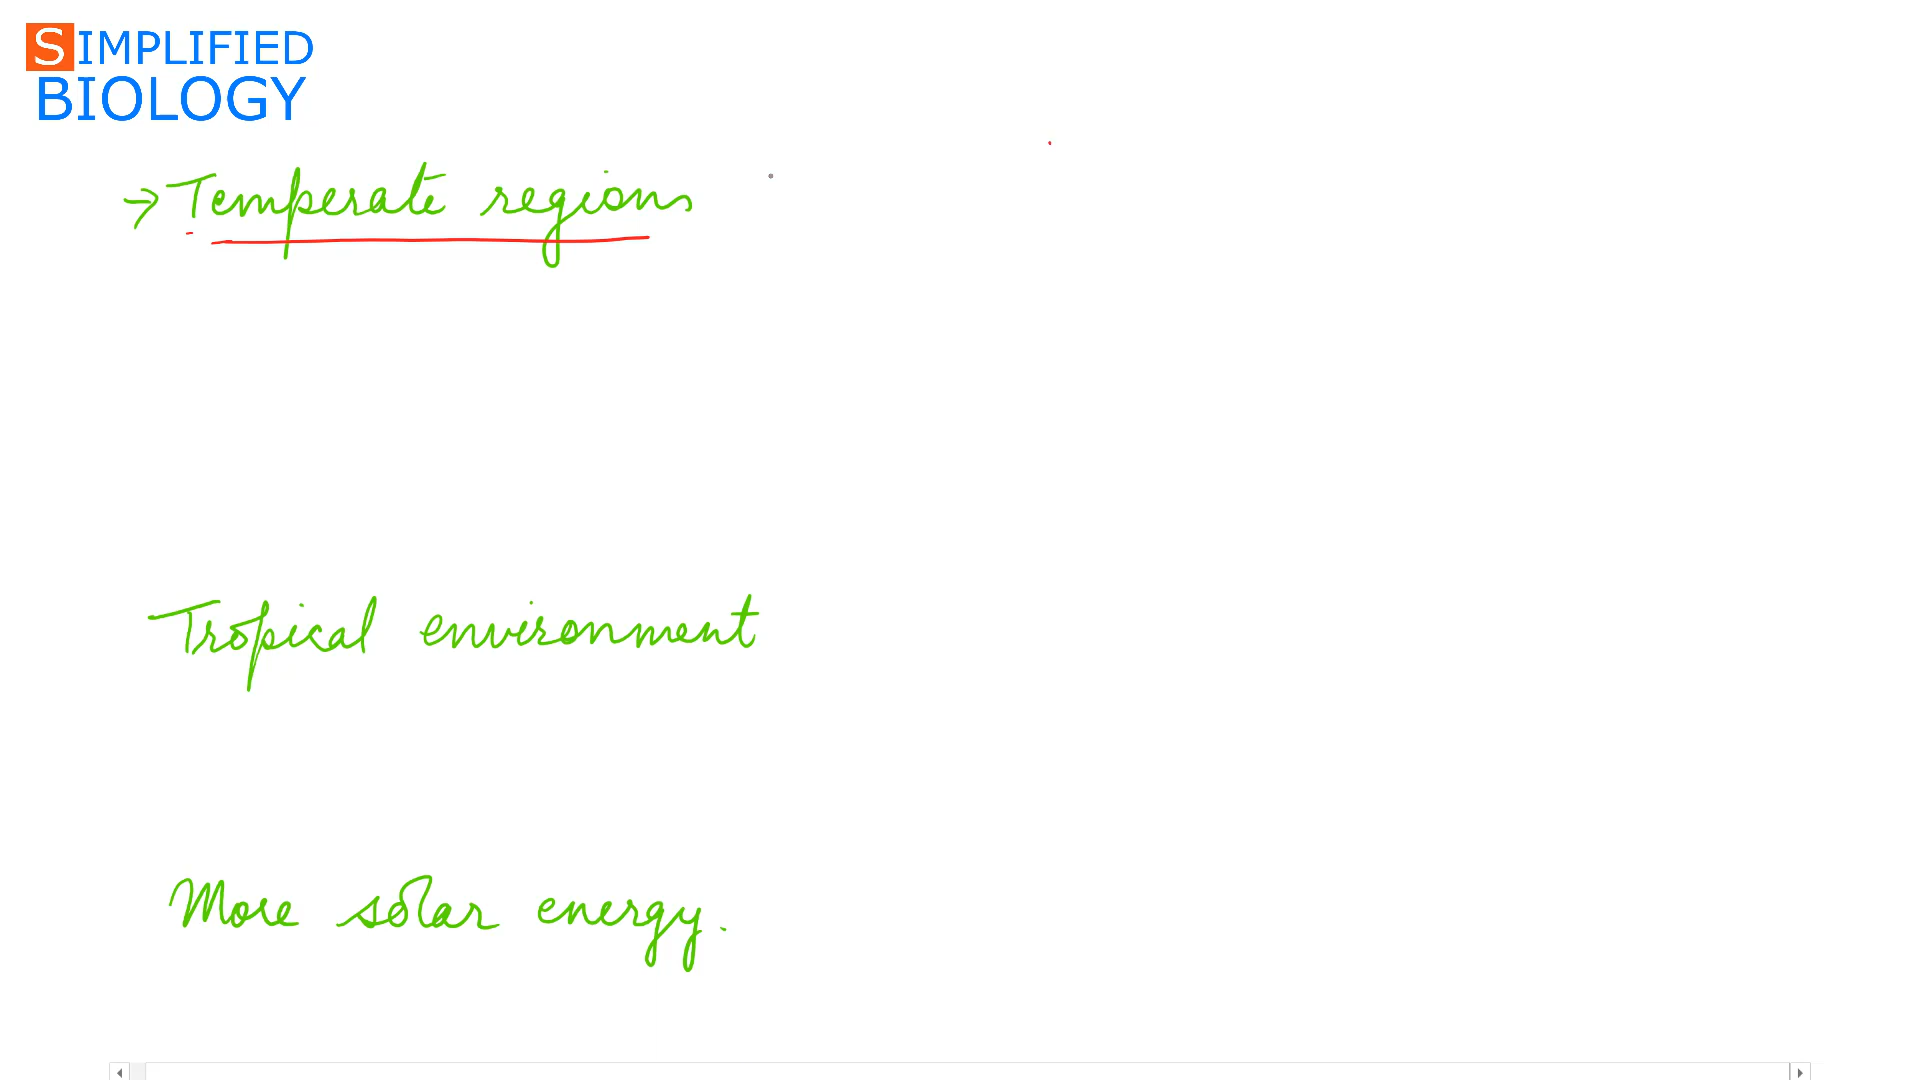 SIMPLIFIED
BIOLOGY
→ Temperate regions
Tropical environment
More solar energy.